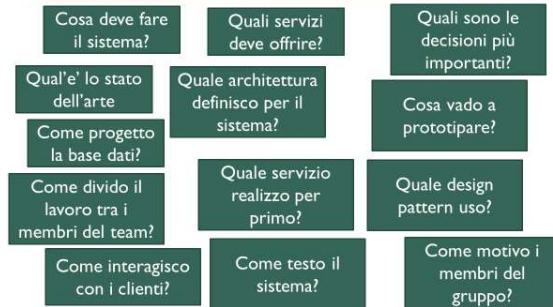 Cosa deve fare
il sistema?
Quali servizi
deve offrire?
Quali sono le
decisioni più
importanti?
Qual'e' lo stato
dell'arte
Quale architettura
definisco per il
sistema?
Cosa vado a
prototipare?
Come progetto
la base dati?
Come divido il
lavoro tra i
membri del team?
Quale servizio
realizzo per
primo?
Quale design
pattern uso?
Come interagisco
con i clienti?
Come testo il
sistema?
Come motivo i
membri del
gruppo?